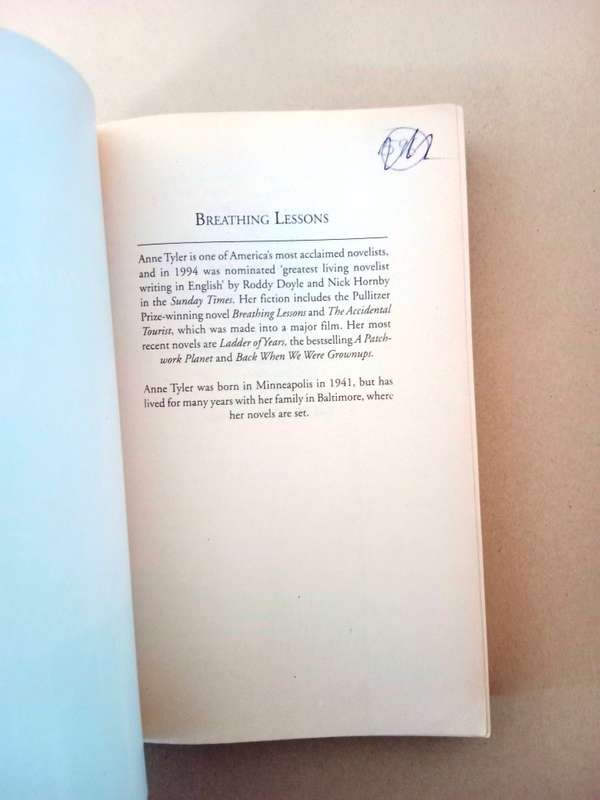 BREATHING LESSONS
Anne Tyler is one of America's most acclaimed novelists,
and in 1994 was nominated 'greatest living novelist
writing in English' by Roddy Doyle and Nick Hornby
in the Sunday Times. Her fiction includes the Pullitzer
Prize-winning novel Breathing Lessons and The Accidental
Tourist, which was made into a major film. Her most
recent novels are Ladder of Years, the bestselling A Patch-
work Planet and Back When We Were Grownups.
Anne Tyler was born in Minneapolis in 1941, but has
lived for many years with her family in Baltimore, where
her novels are set.